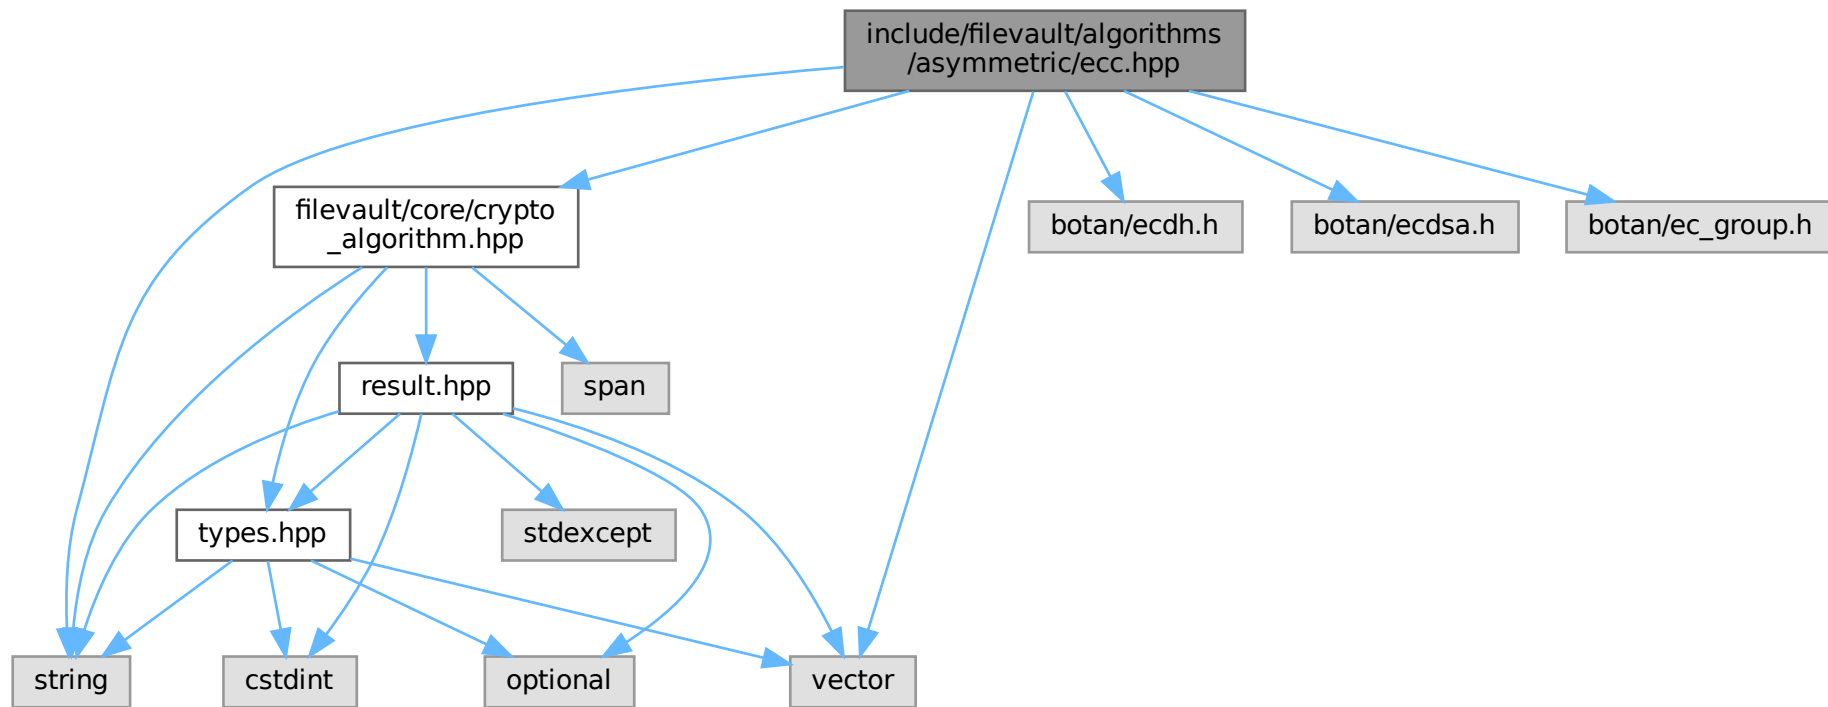 include/filevault/algorithms
/asymmetric/ecc.hpp
filevault/core/crypto
_algorithm.hpp
botan/ecdh.h
botan/ecdsa.h
botan/ec_group.h
result.hpp
span
types.hpp
stdexcept
string
cstdint
optional
vector